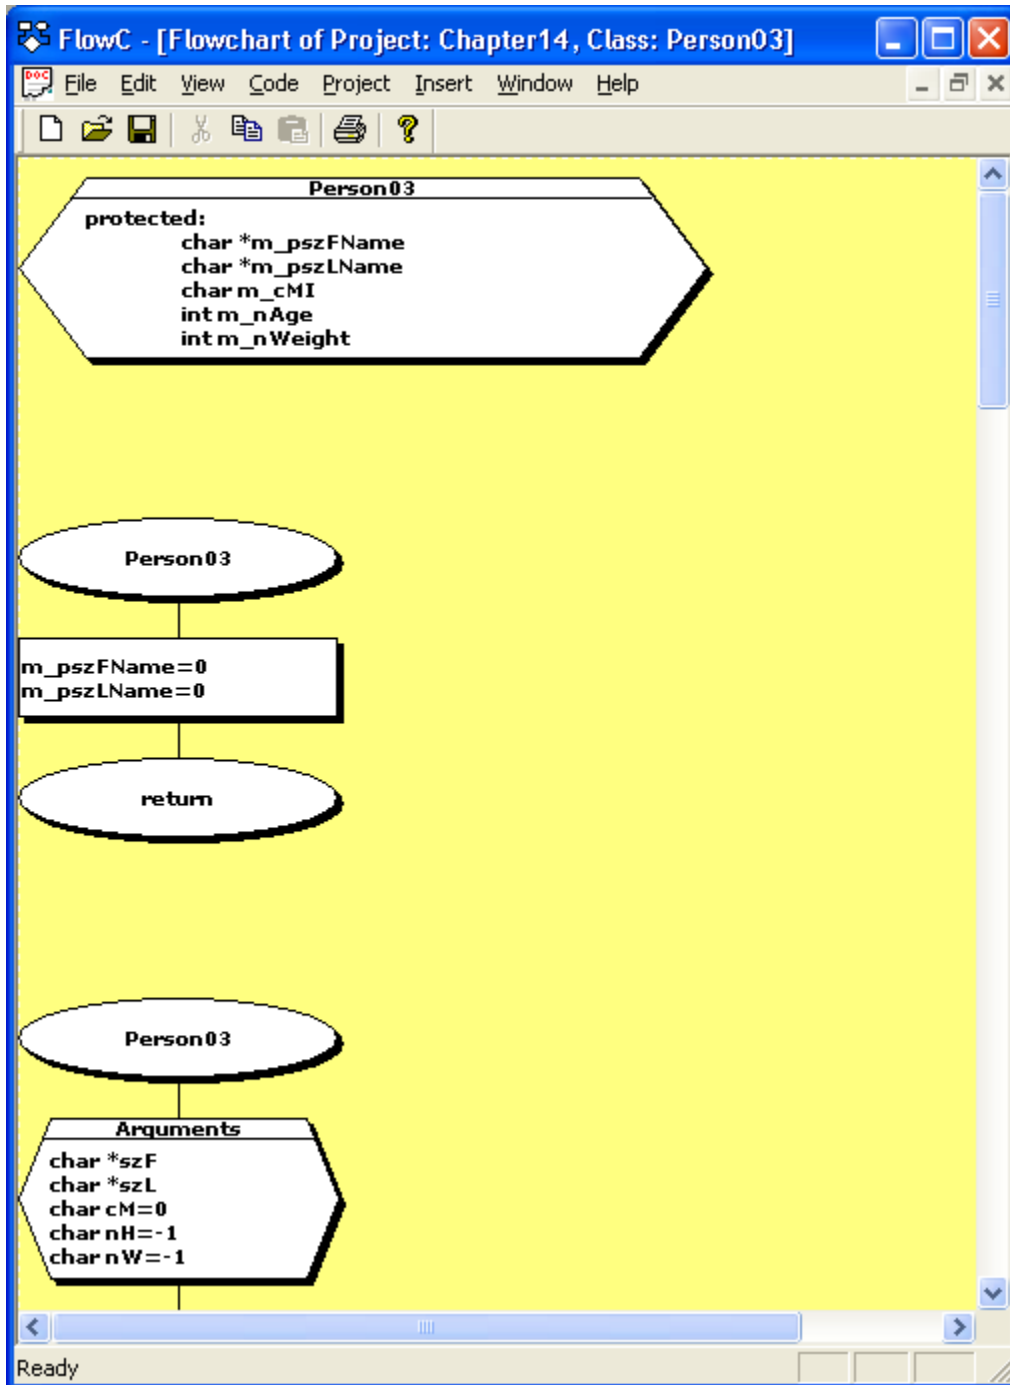 FlowC - [Flowchart of Project: Chapter14, Class: Person03]
DOC
File Edit View Code Project Insert Window Help
Person03
protected:
char *m_pszFName
char *m_pszLName
char m_cMI
int m_nAge
int m_nWeight
Person03
m_pszFName=0
m_pszLName=0
return
Person03
Arguments
char *szF
char *szL
char cM=0
char nH=-1
char nW=-1
Ready